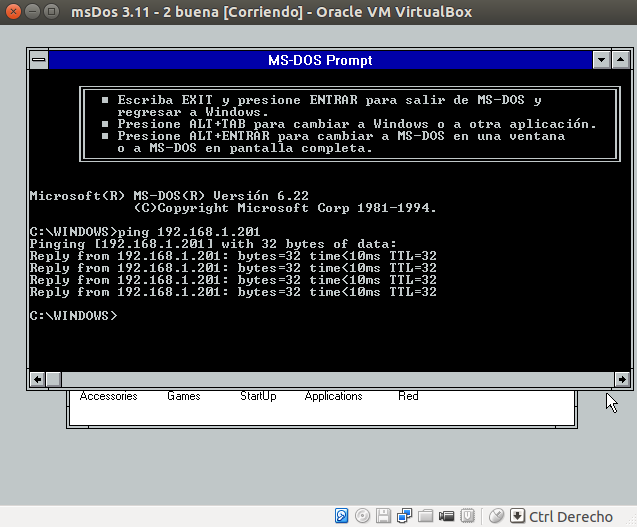 msDos 3.11 - 2 buena [Corriendo] - Oracle VM VirtualBox
MS-DOS Prompt
Escriba EXIT y presione ENTRAR para salir de MS-DOS y
regresar a Windows.
Presione ALT+TAB para cambiar a Windows o a otra aplicación.
Presione ALT+ENTRAR para cambiar a MS-DOS en una ventana
o a MS-DOS en pantalla completa.
Microsoft(R) MS-DOS(R) Versión 6.22
(C)Copyright Microsoft Corp 1981-1994.
C:\WINDOWS>ping 192.168.1.201
Pinging [192.168.1.201] with 32 bytes of data:
Reply from 192.168.1.201: bytes=32 time<10ms TTL=32
Reply from 192.168.1.201: bytes=32 time<10ms TTL=32
Reply from 192.168.1.201: bytes=32 time<10ms TTL=32
Reply from 192.168.1.201: bytes=32 time<10ms TTL=32
C:\WINDOWS>
Accessories Games StartUp Applications Red
Ctrl Derecho